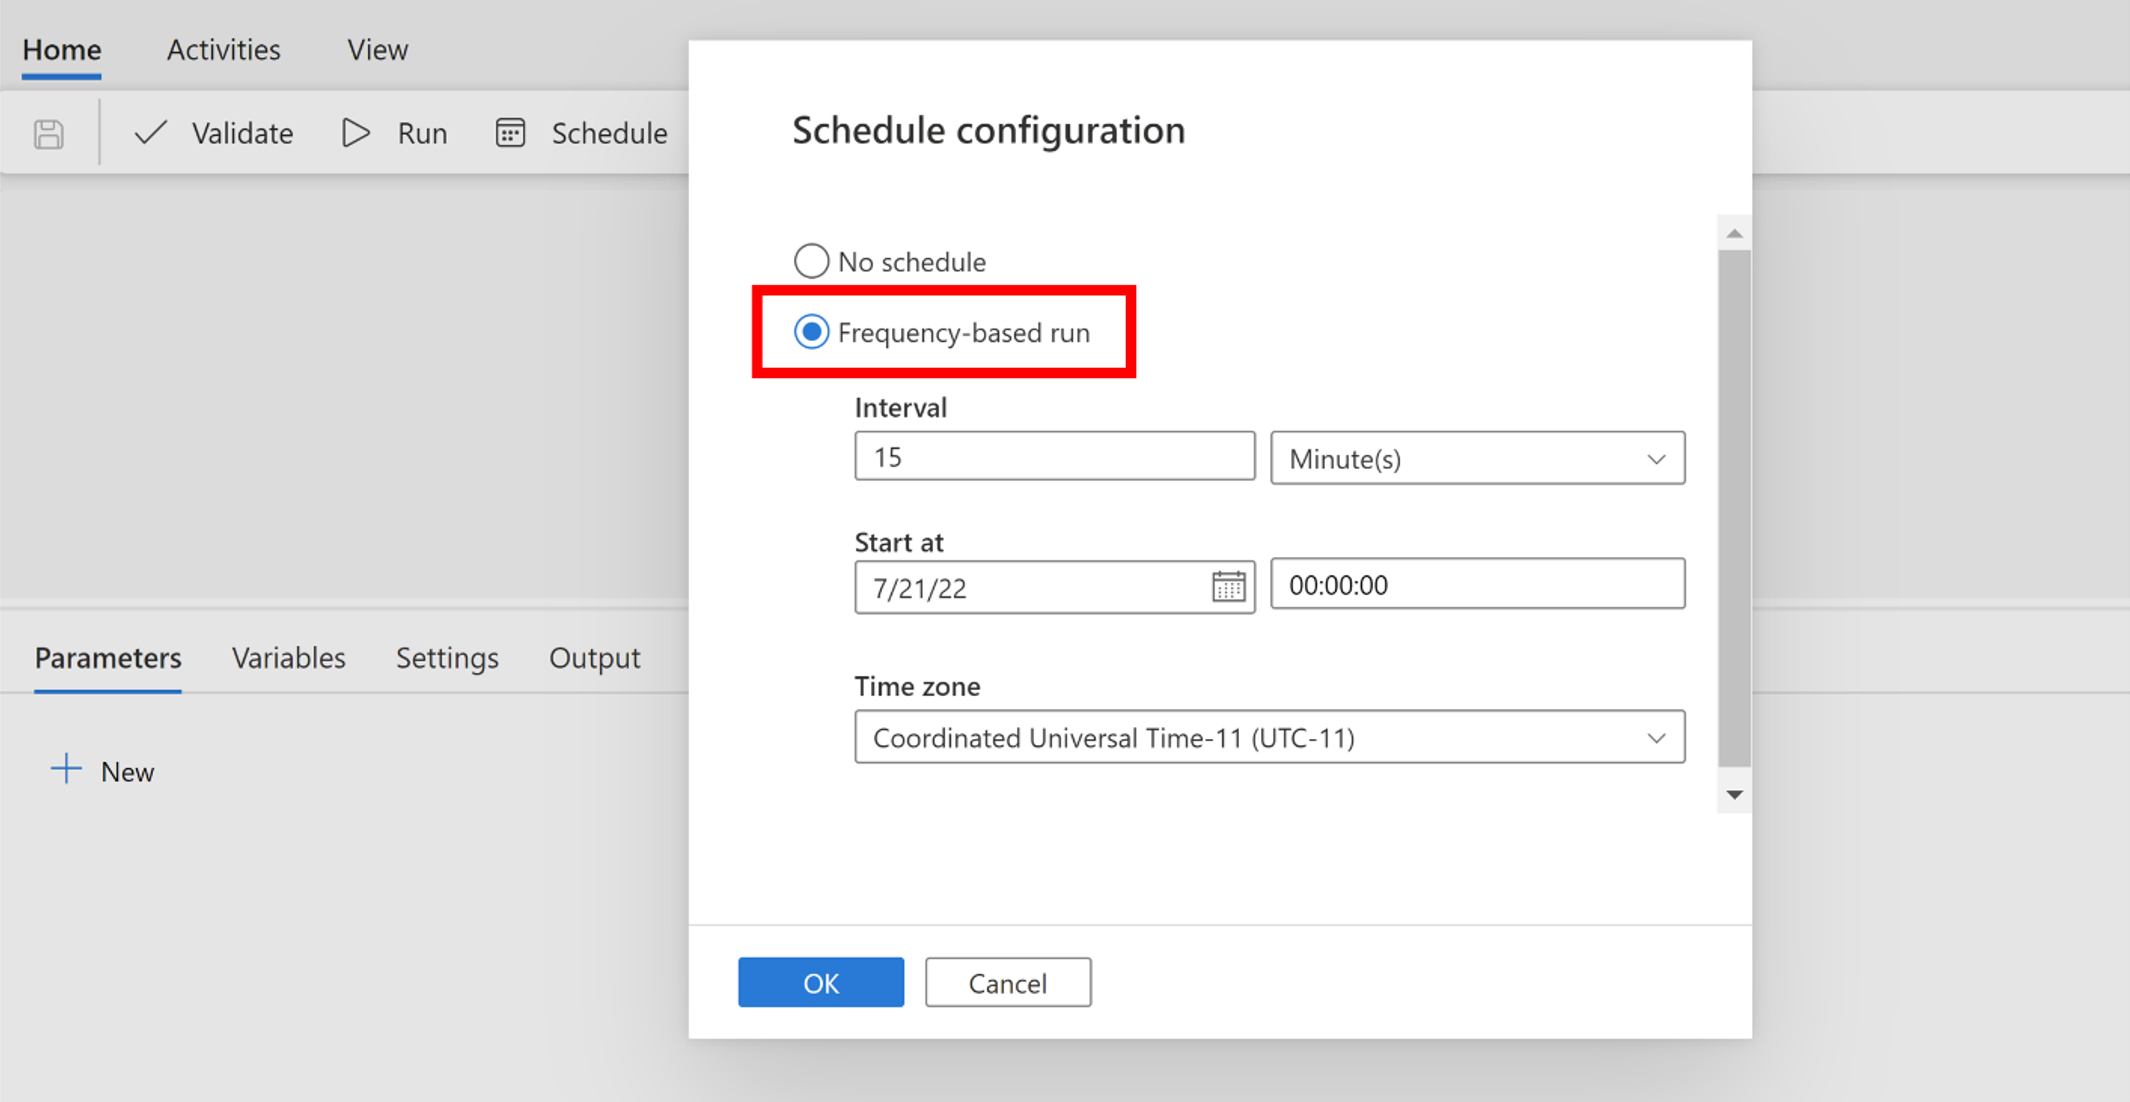 Home Activities View
Validate Run Schedule
Schedule configuration
No schedule
Frequency-based run
Interval
15 Minute(s)
Start at
7/21/22 00:00:00
Time zone
Coordinated Universal Time-11 (UTC-11)
Parameters Variables Settings Output
New
OK Cancel